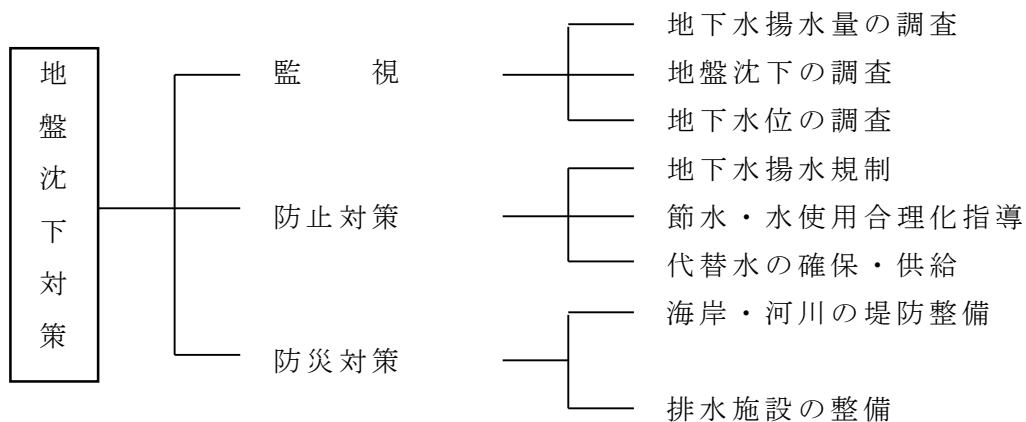 地盤沈下対策
監視
地下水揚水量の調査
地盤沈下の調査
地下水位の調査
防止対策
地下水揚水規制
節水・水使用合理化指導
代替水の確保・供給
防災対策
海岸・河川の堤防整備
排水施設の整備